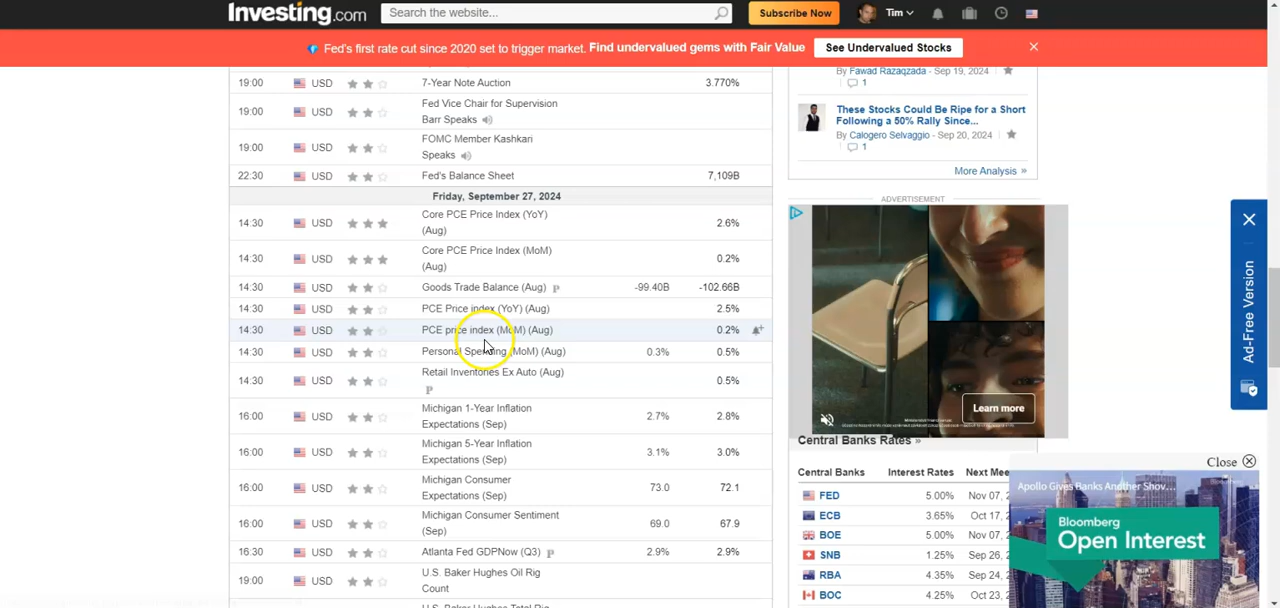 Investing.com Search the website... Subscribe Now Tim
Fed's first rate cut since 2020 set to trigger market. Find undervalued gems with Fair Value See Undervalued Stocks
19:00 USD 7-Year Note Auction 3.770%
19:00 USD Fed Vice Chair for Supervision
Barr Speaks
19:00 USD FOMC Member Kashkari
Speaks
22:30 USD Fed's Balance Sheet 7,109B
Friday, September 27, 2024
14:30 USD Core PCE Price Index (YoY)
(Aug) 2.6%
14:30 USD Core PCE Price Index (MoM)
(Aug) 0.2%
14:30 USD Goods Trade Balance (Aug) P -99.40B -102.66B
14:30 USD PCE Price index (YoY) (Aug) 2.5%
14:30 USD PCE price index (MoM) (Aug) 0.2%
14:30 USD Personal Spending (MoM) (Aug) 0.3% 0.5%
14:30 USD Retail Inventories Ex Auto (Aug) 0.5%
P
16:00 USD Michigan 1-Year Inflation
Expectations (Sep) 2.7% 2.8%
16:00 USD Michigan 5-Year Inflation
Expectations (Sep) 3.1% 3.0%
16:00 USD Michigan Consumer
Expectations (Sep) 73.0 72.1
16:00 USD Michigan Consumer Sentiment
(Sep) 69.0 67.9
16:30 USD Atlanta Fed GDPNow (Q3) P 2.9% 2.9%
19:00 USD U.S. Baker Hughes Oil Rig
Count
By Fawad Razaqzada - Sep 19, 2024
1
These Stocks Could Be Ripe for a Short
Following a 50% Rally Since...
By Calogero Selvaggio - Sep 20, 2024
1
More Analysis »
ADVERTISEMENT
Learn more
Central Banks Rates »
Central Banks Interest Rates Next Mee
FED 5.00% Nov 07,
ECB 3.65% Oct 17,
BOE 5.00% Nov 07,
SNB 1.25% Sep 26,
RBA 4.35% Sep 24,
BOC 4.25% Oct 23,
Ad-Free Version
Close
Apollo Gives Banks Another Shov...
Bloomberg
Open Interest